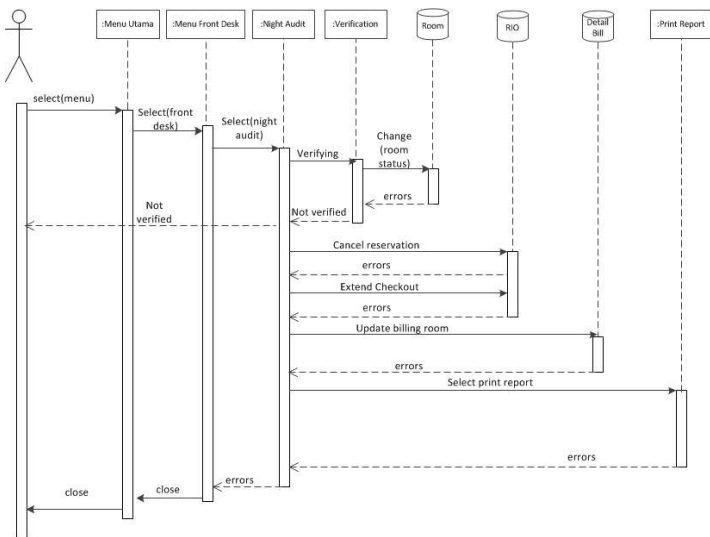 :Menu Utama
:Menu Front Desk
:Night Audit
:Verification
Room
RIO
Detail
Bill
:Print Report
select(menu)
Select(front
desk)
Select(night
audit)
Verifying
Change
(room
status)
errors
Not
verified
Not verified
Cancel reservation
errors
Extend Checkout
errors
Update billing room
errors
Select print report
errors
errors
close
close